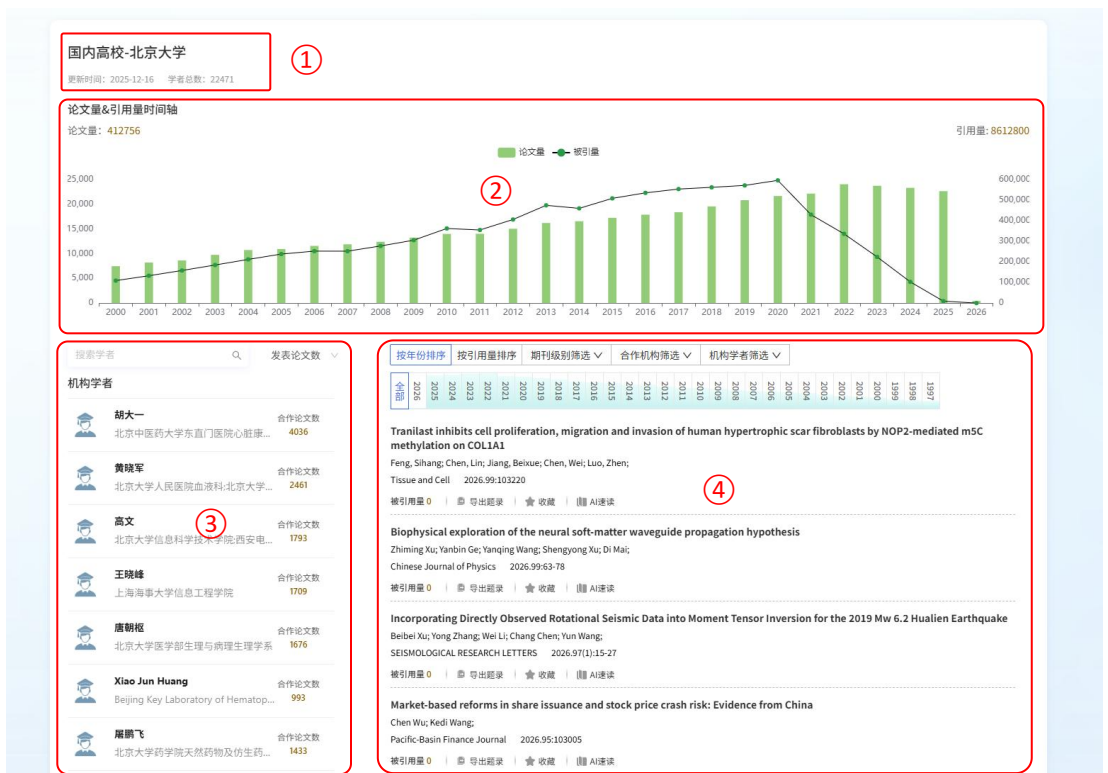 国内高校-北京大学
①
更新时间：2025-12-16 学者总数：22471
论文量&引用量时间轴
论文量：412756
引用量: 8612800
论文量 被引量
②
25,000
20,000
15,000
10,000
5,000
0
600,00
500,00
400,00
300,00
200,00
100,00
0
2000 2001 2002 2003 2004 2005 2006 2007 2008 2009 2010 2011 2012 2013 2014 2015 2016 2017 2018 2019 2020 2021 2022 2023 2024 2025 2026
搜索学者 发表论文数
机构学者
胡大一
合作论文数
北京中医药大学东直门医院心脏康... 4036
黄晓军
合作论文数
北京大学人民医院血液科;北京大学... 2461
高文
③
合作论文数
北京大学信息科学技术学院;西安电... 1793
王晓峰
合作论文数
上海海事大学信息工程学院 1709
唐朝枢
合作论文数
北京大学医学部生理与病理生理学系 1676
Xiao Jun Huang
合作论文数
Beijing Key Laboratory of Hematop... 993
屠鹏飞
合作论文数
北京大学药学院天然药物及仿生药... 1433
按年份排序 按引用量排序 期刊级别筛选 合作机构筛选 机构学者筛选
全部 2026 2025 2024 2023 2022 2021 2020 2019 2018 2017 2016 2015 2014 2013 2012 2011 2010 2009 2008 2007 2006 2005 2004 2003 2002 2001 2000 1999 1998 1997
Tranilast inhibits cell proliferation, migration and invasion of human hypertrophic scar fibroblasts by NOP2-mediated m5C
methylation on COL1A1
Feng, Sihang; Chen, Lin; Jiang, Beixue; Chen, Wei; Luo, Zhen;
Tissue and Cell 2026.99:103220
④
被引用量 0 导出题录 收藏 AI速读
Biophysical exploration of the neural soft-matter waveguide propagation hypothesis
Zhiming Xu; Yanbin Ge; Yanqing Wang; Shengyong Xu; Di Mai;
Chinese Journal of Physics 2026.99:63-78
被引用量 0 导出题录 收藏 AI速读
Incorporating Directly Observed Rotational Seismic Data into Moment Tensor Inversion for the 2019 Mw 6.2 Hualien Earthquake
Beibei Xu; Yong Zhang; Wei Li; Chang Chen; Yun Wang;
SEISMOLOGICAL RESEARCH LETTERS 2026.97(1):15-27
被引用量 0 导出题录 收藏 AI速读
Market-based reforms in share issuance and stock price crash risk: Evidence from China
Chen Wu; Kedi Wang;
Pacific-Basin Finance Journal 2026.95:103005
被引用量 0 导出题录 收藏 AI速读